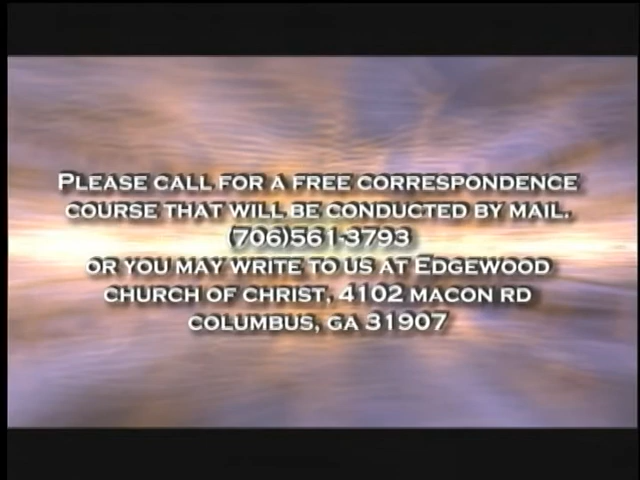 Please call for a free correspondence
course that will be conducted by mail.
(706)561-3793
or you may write to us at Edgewood
church of christ, 4102 macon rd
columbus, ga 31907